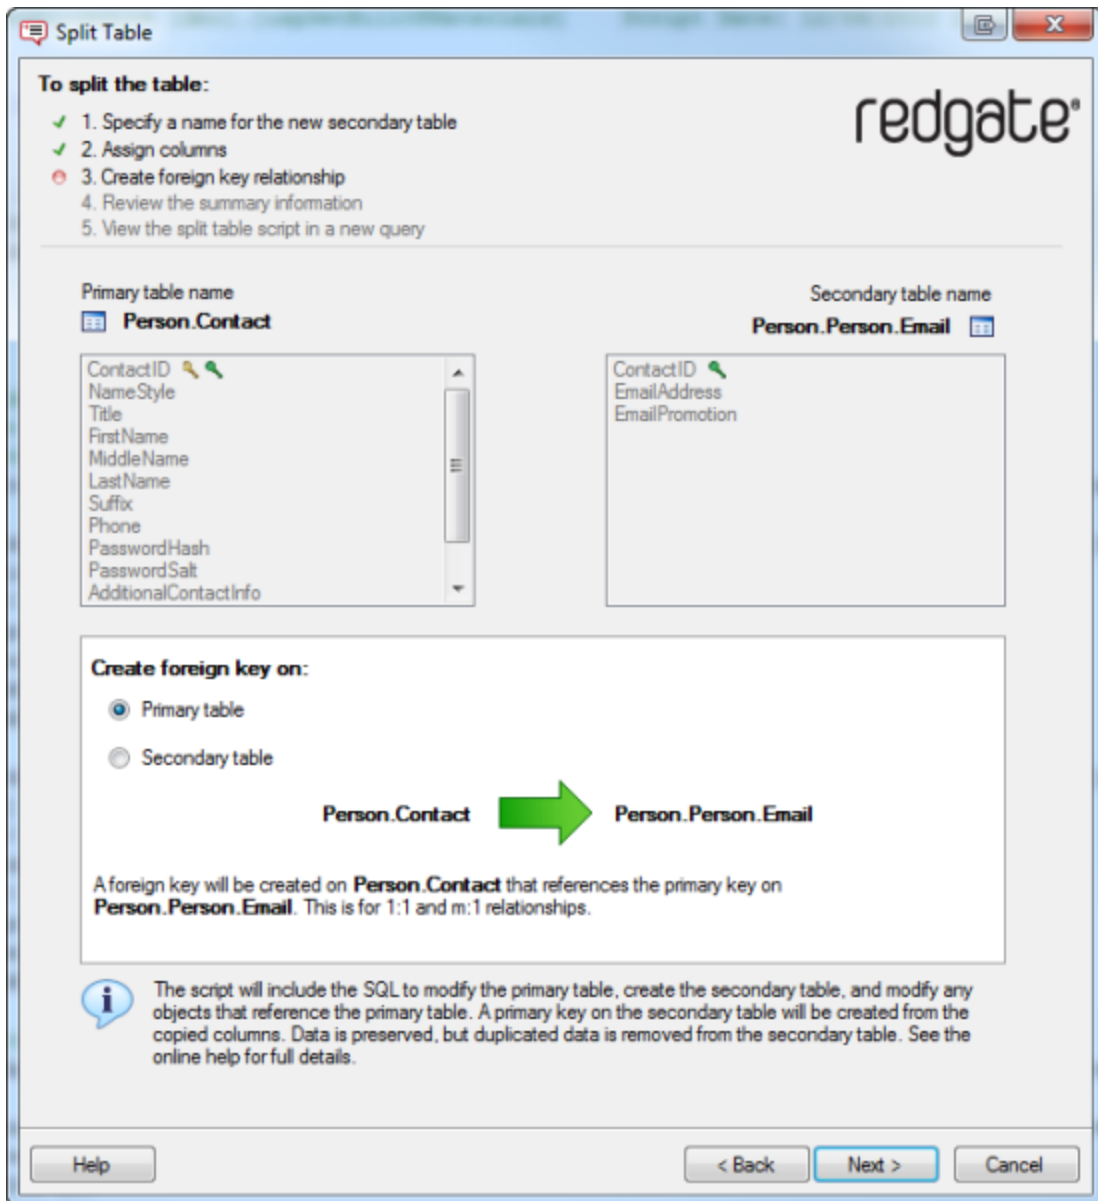 Split Table
To split the table:
redgate
1. Specify a name for the new secondary table
2. Assign columns
3. Create foreign key relationship
4. Review the summary information
5. View the split table script in a new query
Primary table name
Person.Contact
Secondary table name
Person.Person.Email
ContactID
NameStyle
Title
FirstName
MiddleName
LastName
Suffix
Phone
PasswordHash
PasswordSalt
AdditionalContactInfo
ContactID
EmailAddress
EmailPromotion
Create foreign key on:
Primary table
Secondary table
Person.Contact Person.Person.Email
A foreign key will be created on Person.Contact that references the primary key on
Person.Person.Email. This is for 1:1 and m:1 relationships.
The script will include the SQL to modify the primary table, create the secondary table, and modify any
objects that reference the primary table. A primary key on the secondary table will be created from the
copied columns. Data is preserved, but duplicated data is removed from the secondary table. See the
online help for full details.
Help < Back Next > Cancel